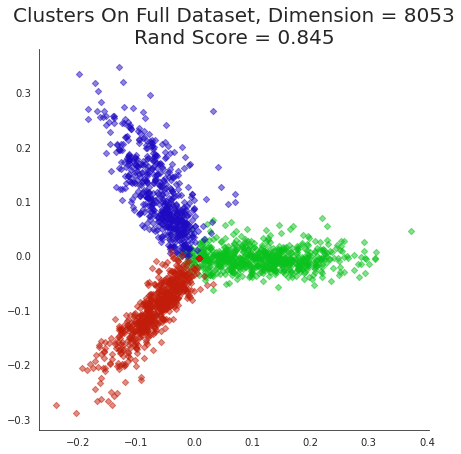 Clusters On Full Dataset, Dimension = 8053
Rand Score = 0.845
0.3
0.2
0.1
0.0
−0.1
−0.2
−0.3
−0.2 −0.1 0.0 0.1 0.2 0.3 0.4